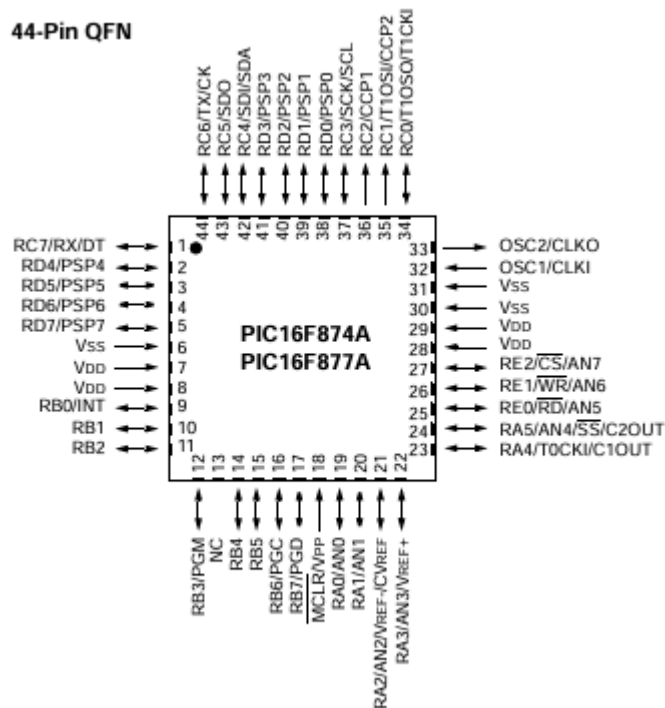 44-Pin QFN
RC6/TX/CK
RC5/SDO
RC4/SDI/SDA
RD3/PSP3
RD2/PSP2
RD1/PSP1
RD0/PSP0
RC3/SCK/SCL
RC2/CCP1
RC1/T1OSI/CCP2
RC0/T1OSO/T1CKI
44
43
42
41
40
39
38
37
36
35
34
RC7/RX/DT
RD4/PSP4
RD5/PSP5
RD6/PSP6
RD7/PSP7
VSS
VDD
VDD
RB0/INT
RB1
RB2
1
2
3
4
5
6
7
8
9
10
11
PIC16F874A
PIC16F877A
33
32
31
30
29
28
27
26
25
24
23
OSC2/CLKO
OSC1/CLKI
VSS
VSS
VDD
VDD
RE2/CS/AN7
RE1/WR/AN6
RE0/RD/AN5
RA5/AN4/SS/C2OUT
RA4/T0CKI/C1OUT
12
13
14
15
16
17
18
19
20
21
22
RB3/PGM
NC
RB4
RB5
RB6/PGC
RB7/PGD
MCLR/VPP
RA0/AN0
RA1/AN1
RA2/AN2/VREF-/CVREF
RA3/AN3/VREF+